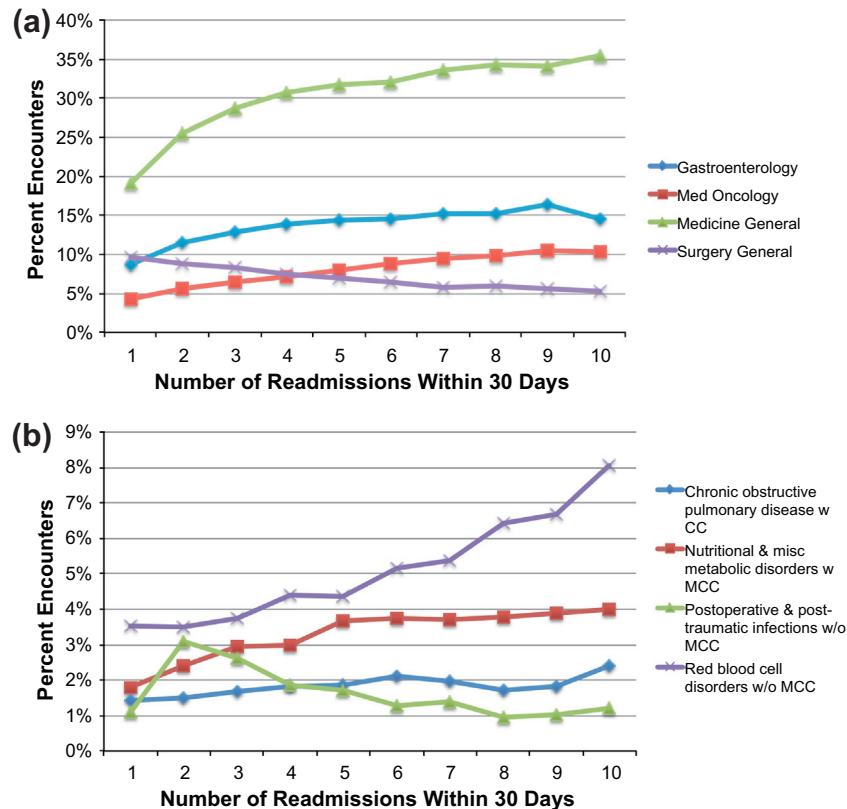 (a)
40%
35%
30%
25%
20%
15%
10%
5%
0%
Percent Encounters
1 2 3 4 5 6 7 8 9 10
Number of Readmissions Within 30 Days
Gastroenterology
Med Oncology
Medicine General
Surgery General
(b)
9%
8%
7%
6%
5%
4%
3%
2%
1%
0%
Percent Encounters
1 2 3 4 5 6 7 8 9 10
Number of Readmissions Within 30 Days
Chronic obstructive
pulmonary disease w
CC
Nutritional & misc
metabolic disorders w
MCC
Postoperative & post-
traumatic infections w/o
MCC
Red blood cell
disorders w/o MCC